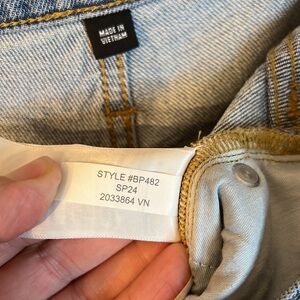 MADE IN
VIETNAM
STYLE #BP482
SP24
2033864 VN